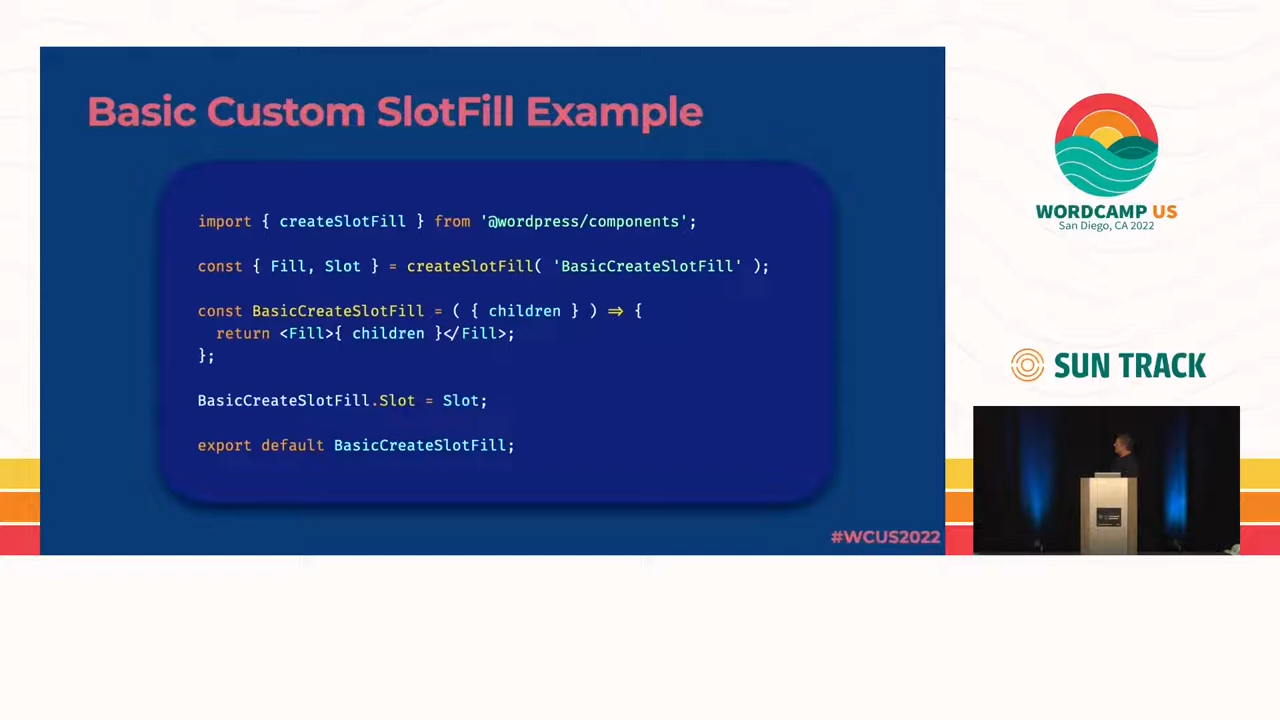 Basic Custom SlotFill Example
import { createSlotFill } from '@wordpress/components';
const { Fill, Slot } = createSlotFill( 'BasicCreateSlotFill' );
const BasicCreateSlotFill = ( { children } ) => {
return <Fill>{ children }</Fill>;
};
BasicCreateSlotFill.Slot = Slot;
export default BasicCreateSlotFill;
#WCUS2022
WORDCAMP US
San Diego, CA 2022
SUN TRACK